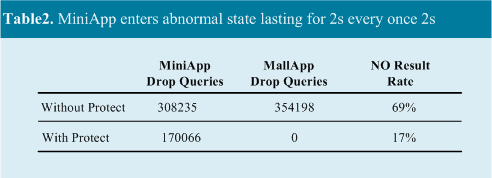 Table2. MiniApp enters abnormal state lasting for 2s every once 2s
MiniApp MallApp NO Result
Drop Queries Drop Queries Rate
Without Protect 308235 354198 69%
With Protect 170066 0 17%